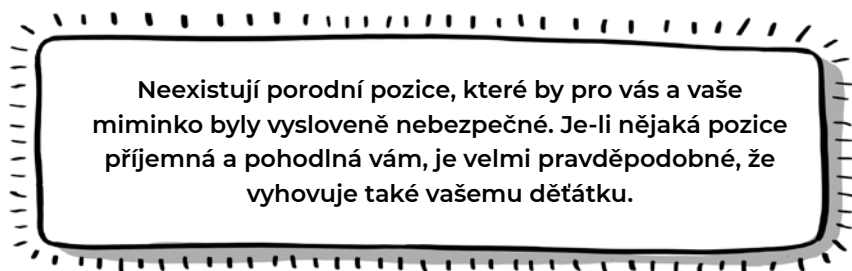 Neexistují porodní pozice, které by pro vás a vaše
miminko byly vysloveně nebezpečné. Je-li nějaká pozice
příjemná a pohodlná vám, je velmi pravděpodobné, že
vyhovuje také vašemu děťátku.